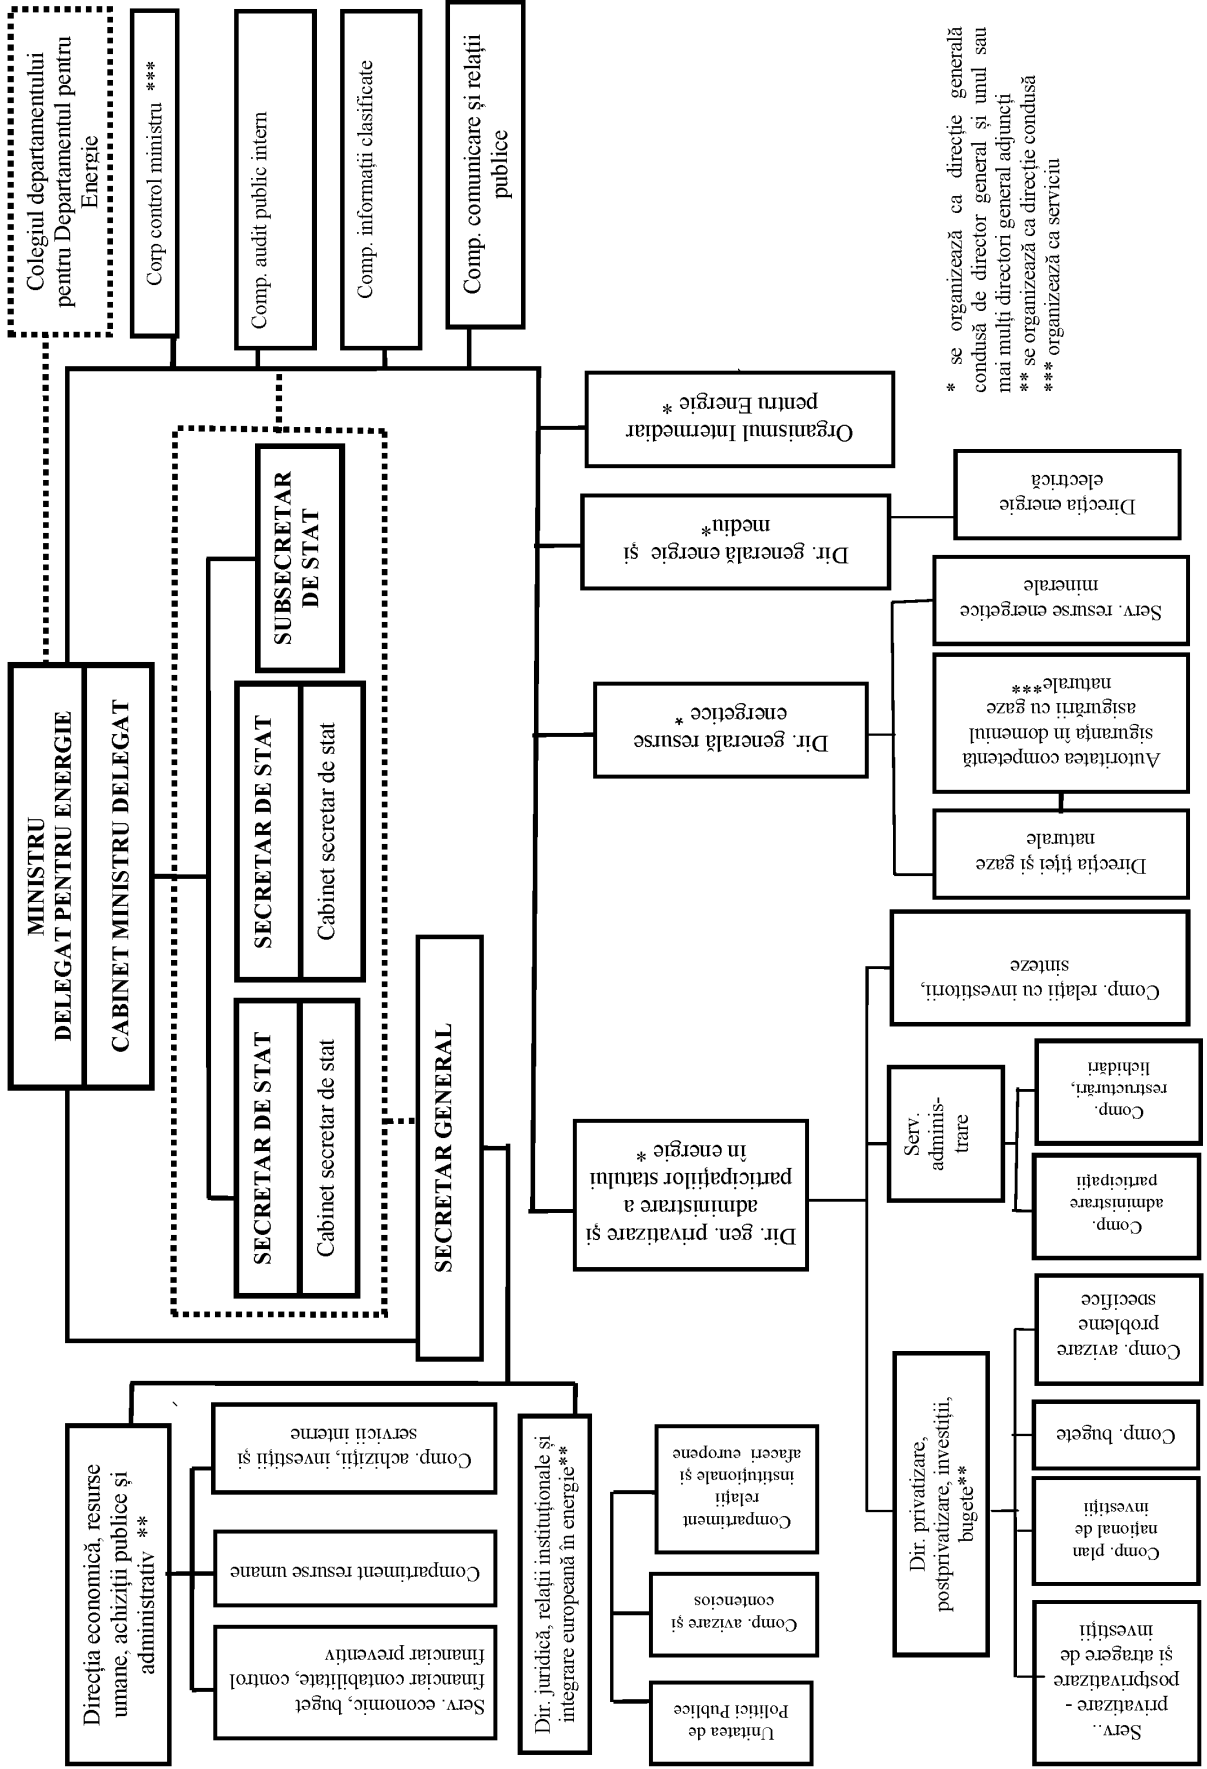 Colegiul departamentului
pentru Departamentul pentru
Energie
MINISTRU
DELEGAT PENTRU ENERGIE
CABINET MINISTRU DELEGAT
Corp control ministru ***
Comp. audit public intern
Comp. informații clasificate
Comp. comunicare și relații
publice
SECRETAR DE STAT
Cabinet secretar de stat
SECRETAR DE STAT
Cabinet secretar de stat
SUBSECRETAR
DE STAT
SECRETAR GENERAL
Direcția economică, resurse
umane, achiziții publice și
administrativ **
Serv. economic, buget
financiar contabilitate, control
financiar preventiv
Compartiment resurse umane
Comp. achiziții, investiții și
servicii interne
Dir. juridică, relații instituționale și
integrare europeană în energie**
Unitatea de
Politici Publice
Comp. avizare și
contencios
Compartiment
relații
instituționale și
afaceri europene
Dir. gen. privatizare și
administrare a
participațiilor statului
în energie *
Dir. generală resurse
energetice *
Dir. generală energie și
mediu*
Organismul Intermediar
pentru Energie *
Dir. privatizare,
postprivatizare, investiții,
bugete**
Serv..
privatizare -
postprivatizare
și atragere de
investiții
Comp. plan
național de
investiții
Comp. bugete
Comp. avizare
probleme
specifice
Serv.
adminis-
trare
Comp.
administrare
participații
Comp.
restructurări,
lichidări
Comp. relații cu investitorii,
sinteze
Direcția țiței și gaze
naturale
Autoritatea competentă
siguranța în domeniul
asigurării cu gaze
naturale***
Serv. resurse energetice
minerale
Direcția energie
electrică
* se organizează ca direcție generală
condusă de director general și unul sau
mai mulți directori general adjuncți
** se organizează ca direcție condusă
*** organizează ca serviciu